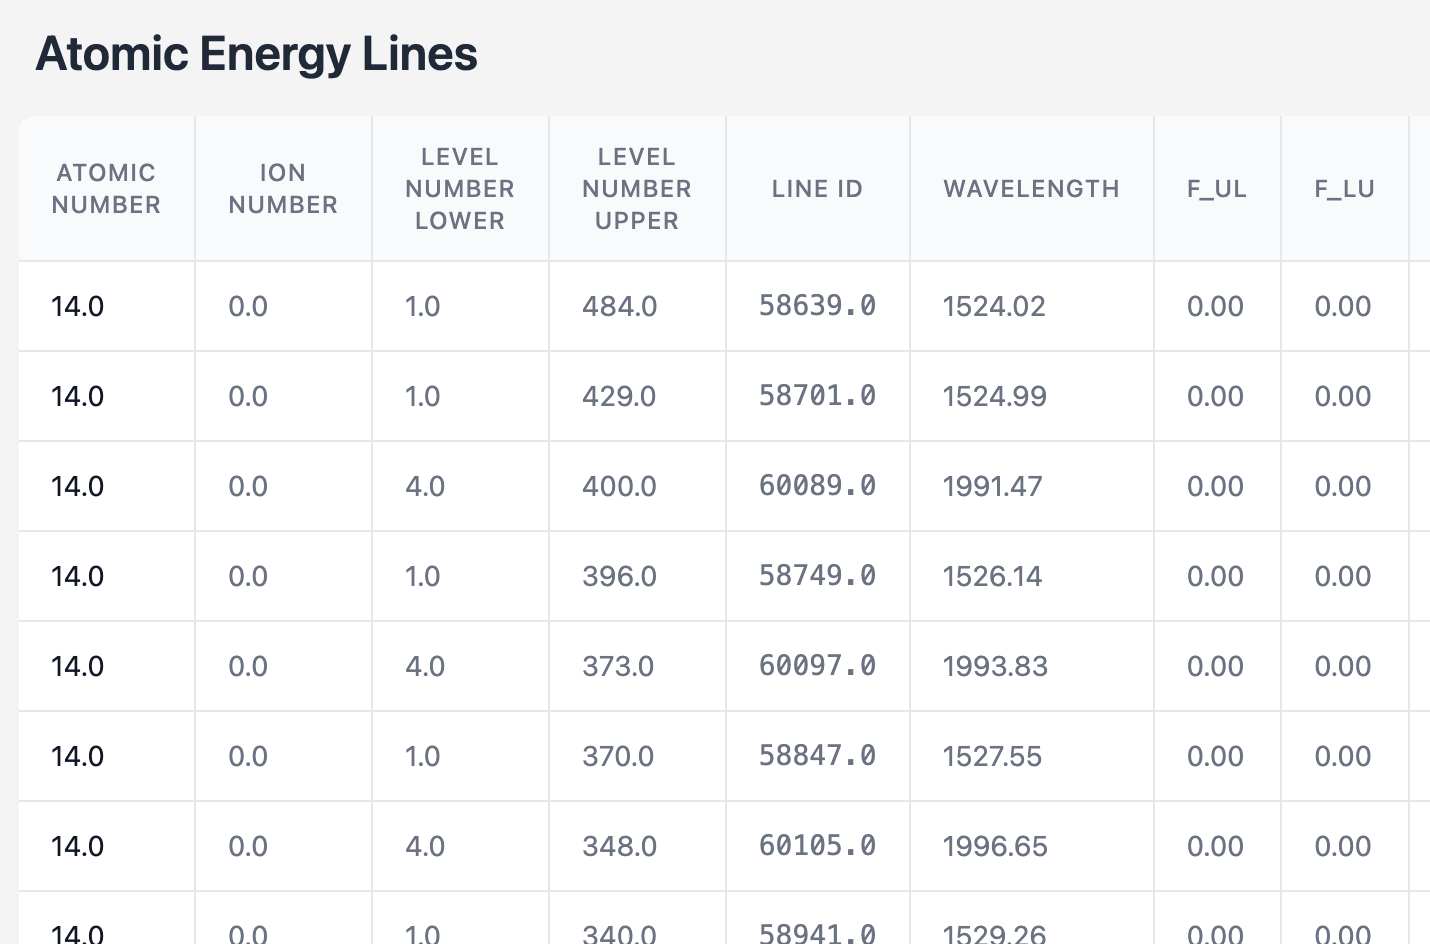 Atomic Energy Lines
ATOMIC NUMBER ION NUMBER LEVEL NUMBER LOWER LEVEL NUMBER UPPER LINE ID WAVELENGTH F_UL F_LU
14.0 0.0 1.0 484.0 58639.0 1524.02 0.00 0.00
14.0 0.0 1.0 429.0 58701.0 1524.99 0.00 0.00
14.0 0.0 4.0 400.0 60089.0 1991.47 0.00 0.00
14.0 0.0 1.0 396.0 58749.0 1526.14 0.00 0.00
14.0 0.0 4.0 373.0 60097.0 1993.83 0.00 0.00
14.0 0.0 1.0 370.0 58847.0 1527.55 0.00 0.00
14.0 0.0 4.0 348.0 60105.0 1996.65 0.00 0.00
14.0 0.0 1.0 340.0 58941.0 1529.26 0.00 0.00